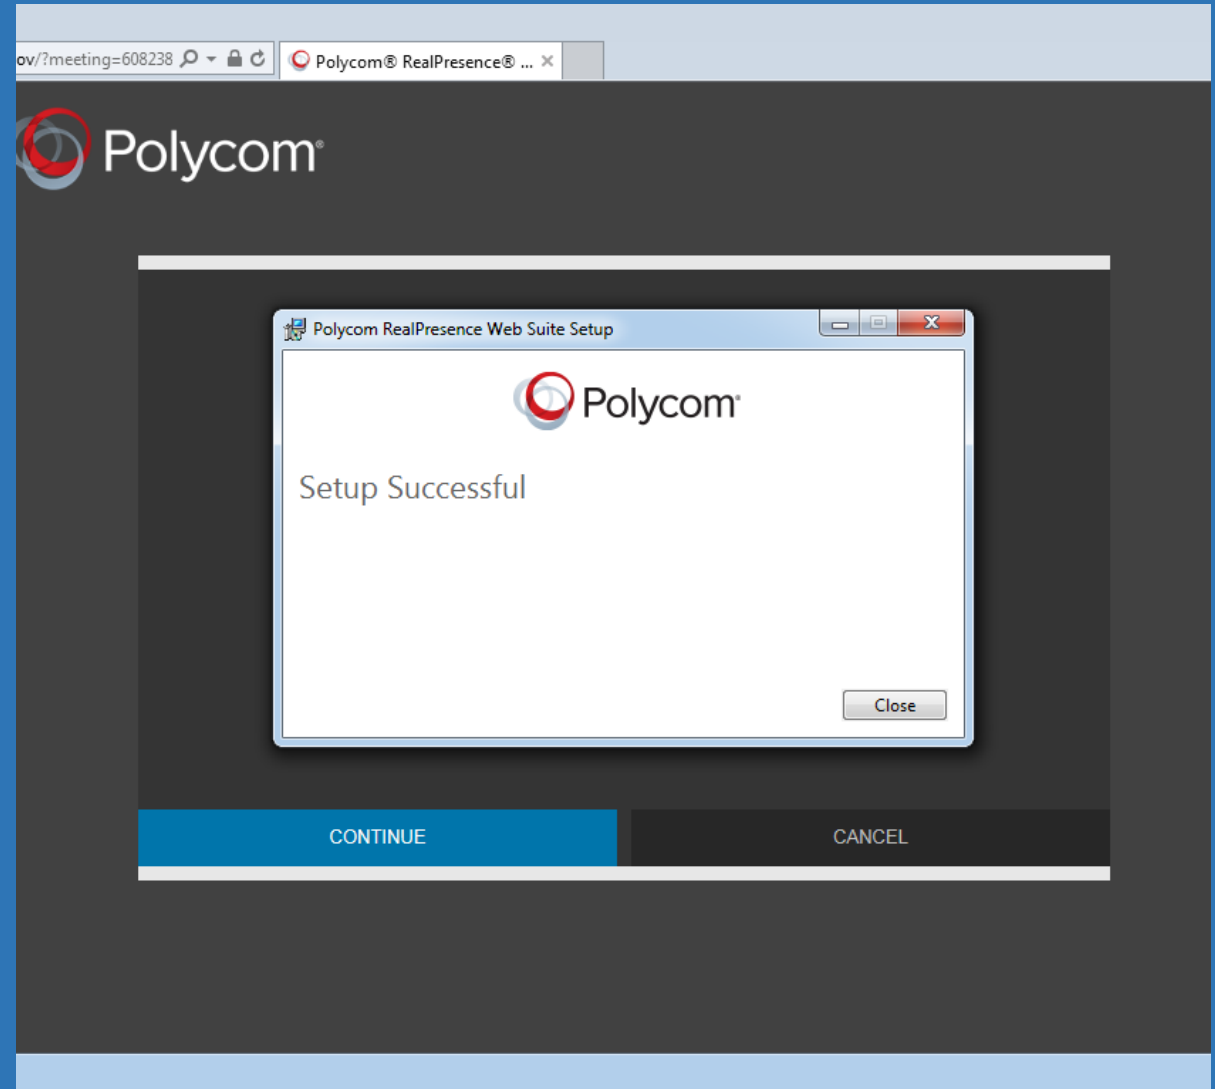 ov/?meeting=608238
Polycom® RealPresence® ...
Polycom®
Polycom RealPresence Web Suite Setup
Polycom®
Setup Successful
Close
CONTINUE
CANCEL